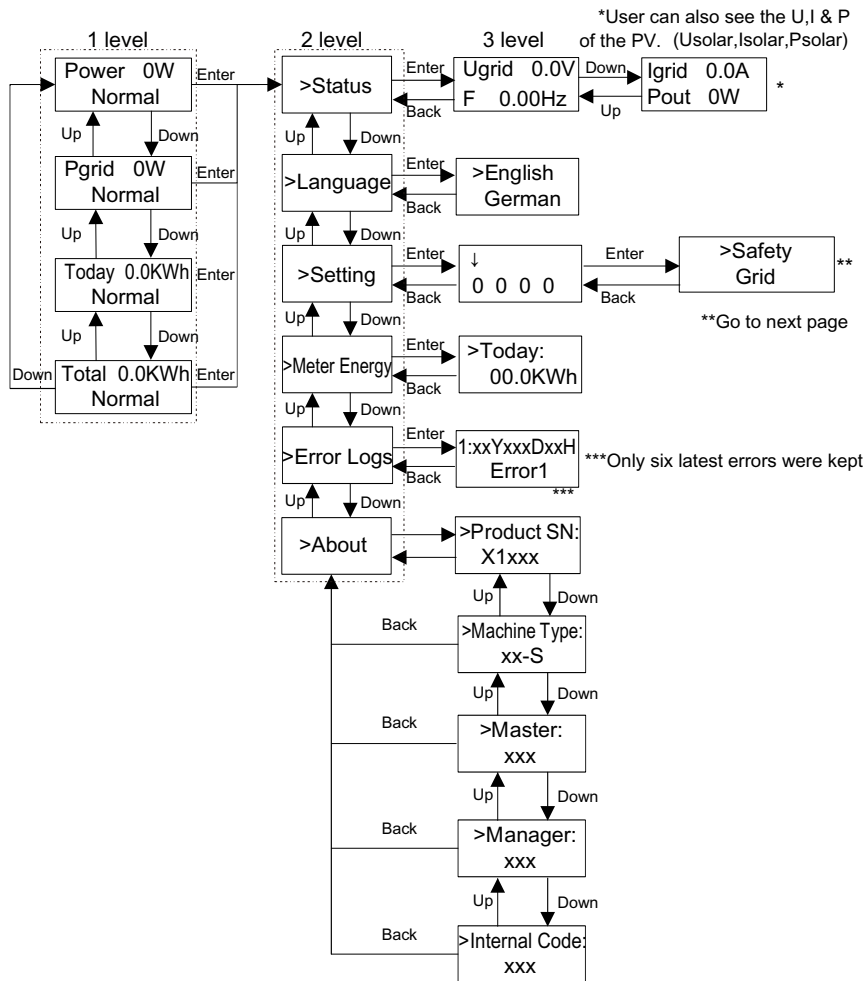 *User can also see the U,I & P
of the PV. (Usolar,Isolar,Psolar)
1 level
2 level
3 level
Power 0W
Normal
Enter
>Status
Enter
Back
Ugrid 0.0V
F 0.00Hz
Down
Up
Igrid 0.0A
Pout 0W
*
Up
Down
Up
Down
Pgrid 0W
Normal
Enter
>Language
Enter
Back
>English
German
Up
Down
Up
Down
Today 0.0KWh
Normal
Enter
>Setting
Enter
Back
↓
0 0 0 0
Enter
Back
>Safety
Grid
**
**Go to next page
Up
Down
Up
Down
Down
Total 0.0KWh
Normal
Enter
>Meter Energy
Enter
Back
>Today:
00.0KWh
Up
Down
>Error Logs
Enter
Back
1:xxYxxxDxxH
Error1
***
***Only six latest errors were kept
Up
Down
>About
>Product SN:
X1xxx
Up
Down
Back
>Machine Type:
xx-S
Up
Down
Back
>Master:
xxx
Up
Down
Back
>Manager:
xxx
Up
Down
Back
>Internal Code:
xxx